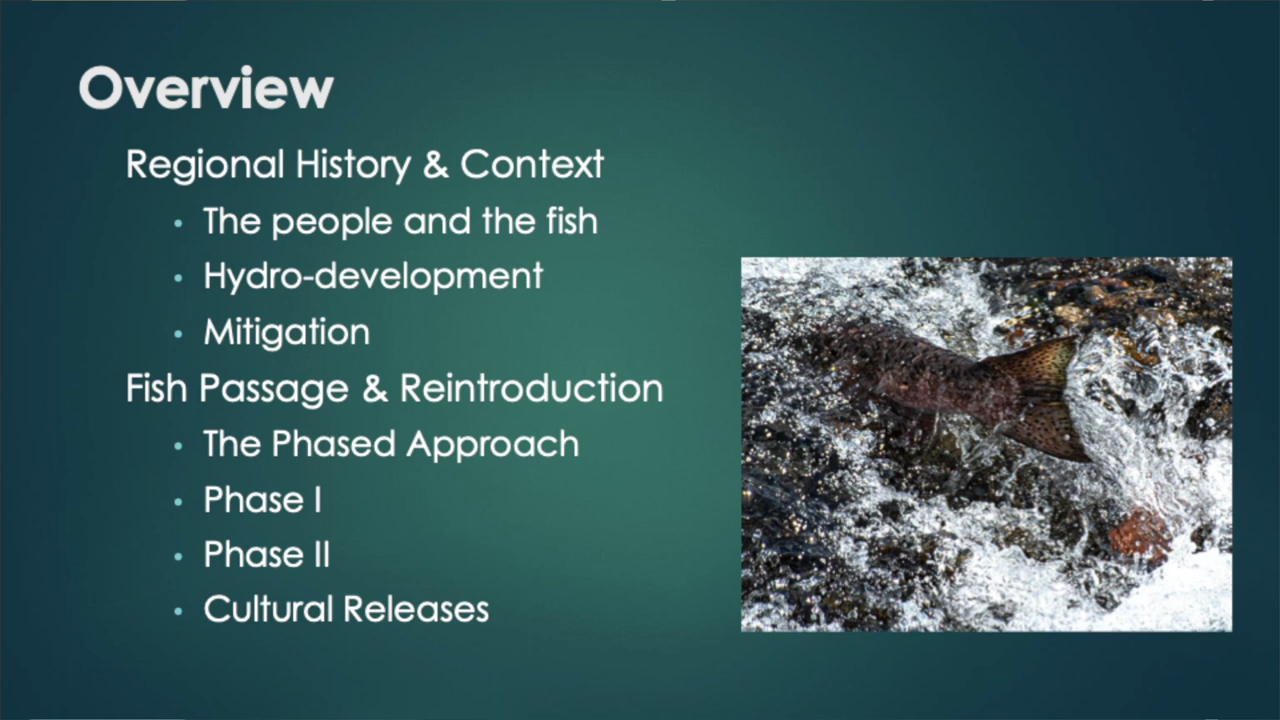 Overview
Regional History & Context
• The people and the fish
• Hydro-development
• Mitigation
Fish Passage & Reintroduction
• The Phased Approach
• Phase I
• Phase II
• Cultural Releases